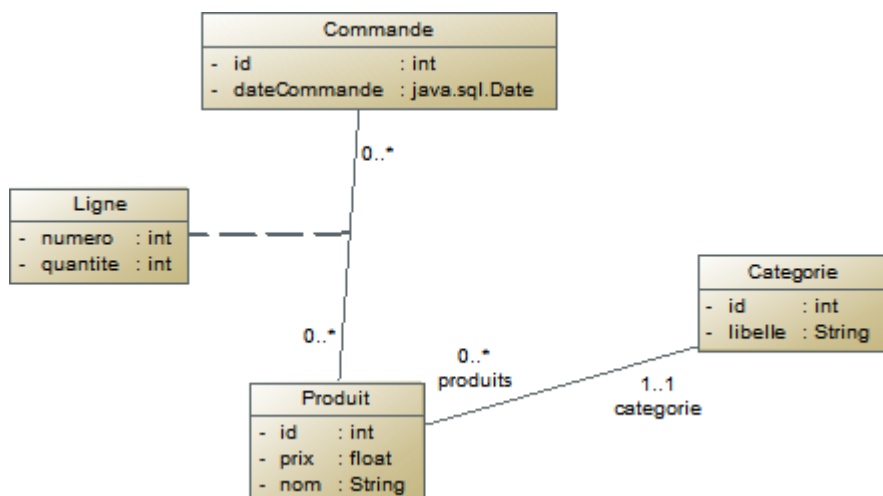 Commande
- id : int
- dateCommande : java.sql.Date
0..*
Ligne
- numero : int
- quantite : int
Categorie
- id : int
- libelle : String
0..*
0..*
produits
1..1
categorie
Produit
- id : int
- prix : float
- nom : String